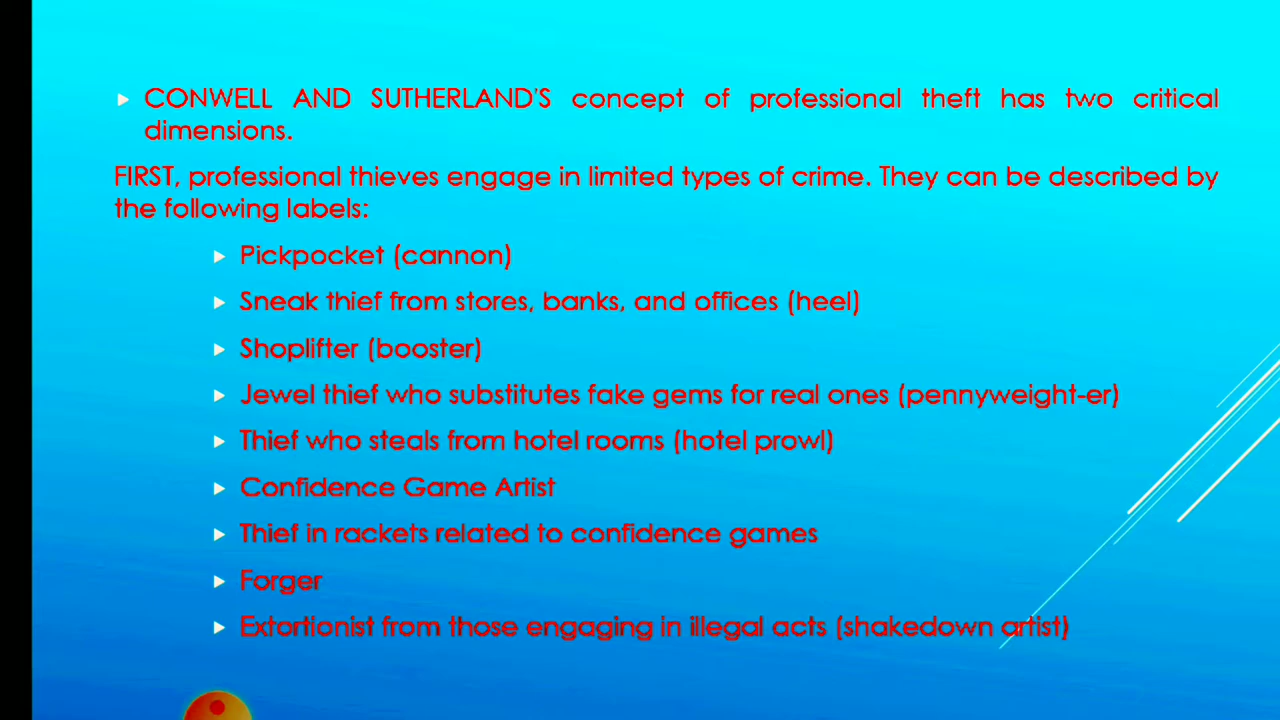 CONWELL AND SUTHERLAND'S concept of professional theft has two critical
dimensions.
FIRST, professional thieves engage in limited types of crime. They can be described by
the following labels:
Pickpocket (cannon)
Sneak thief from stores, banks, and offices (heel)
Shoplifter (booster)
Jewel thief who substitutes fake gems for real ones (pennyweight-er)
Thief who steals from hotel rooms (hotel prowl)
Confidence Game Artist
Thief in rackets related to confidence games
Forger
Extortionist from those engaging in illegal acts (shakedown artist)